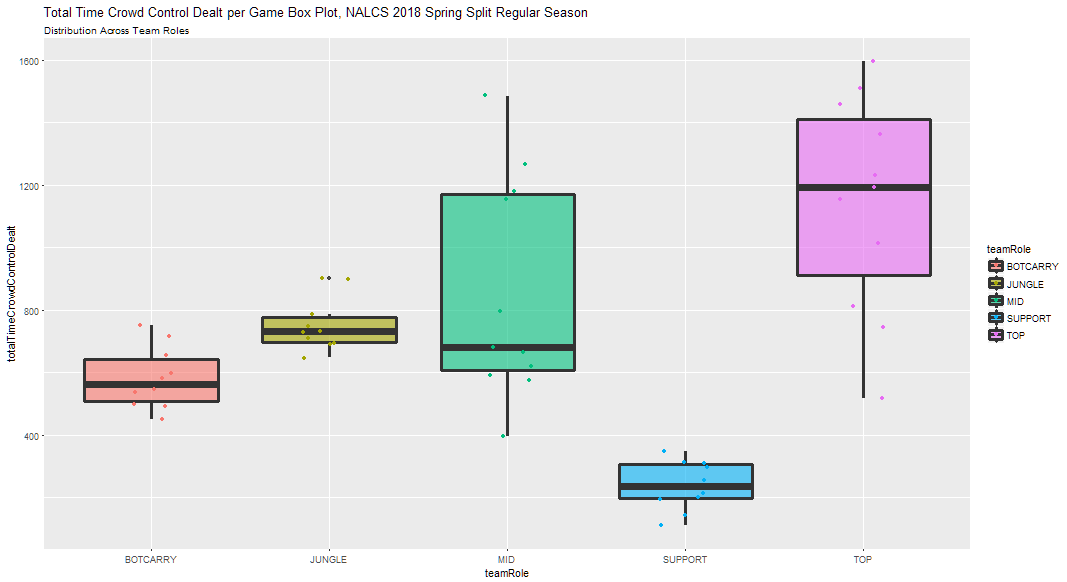 Total Time Crowd Control Dealt per Game Box Plot, NALCS 2018 Spring Split Regular Season
Distribution Across Team Roles
totalTimeCrowdControlDealt
1600
1200
800
400
BOTCARRY
JUNGLE
MID
SUPPORT
TOP
teamRole
teamRole
BOTCARRY
JUNGLE
MID
SUPPORT
TOP